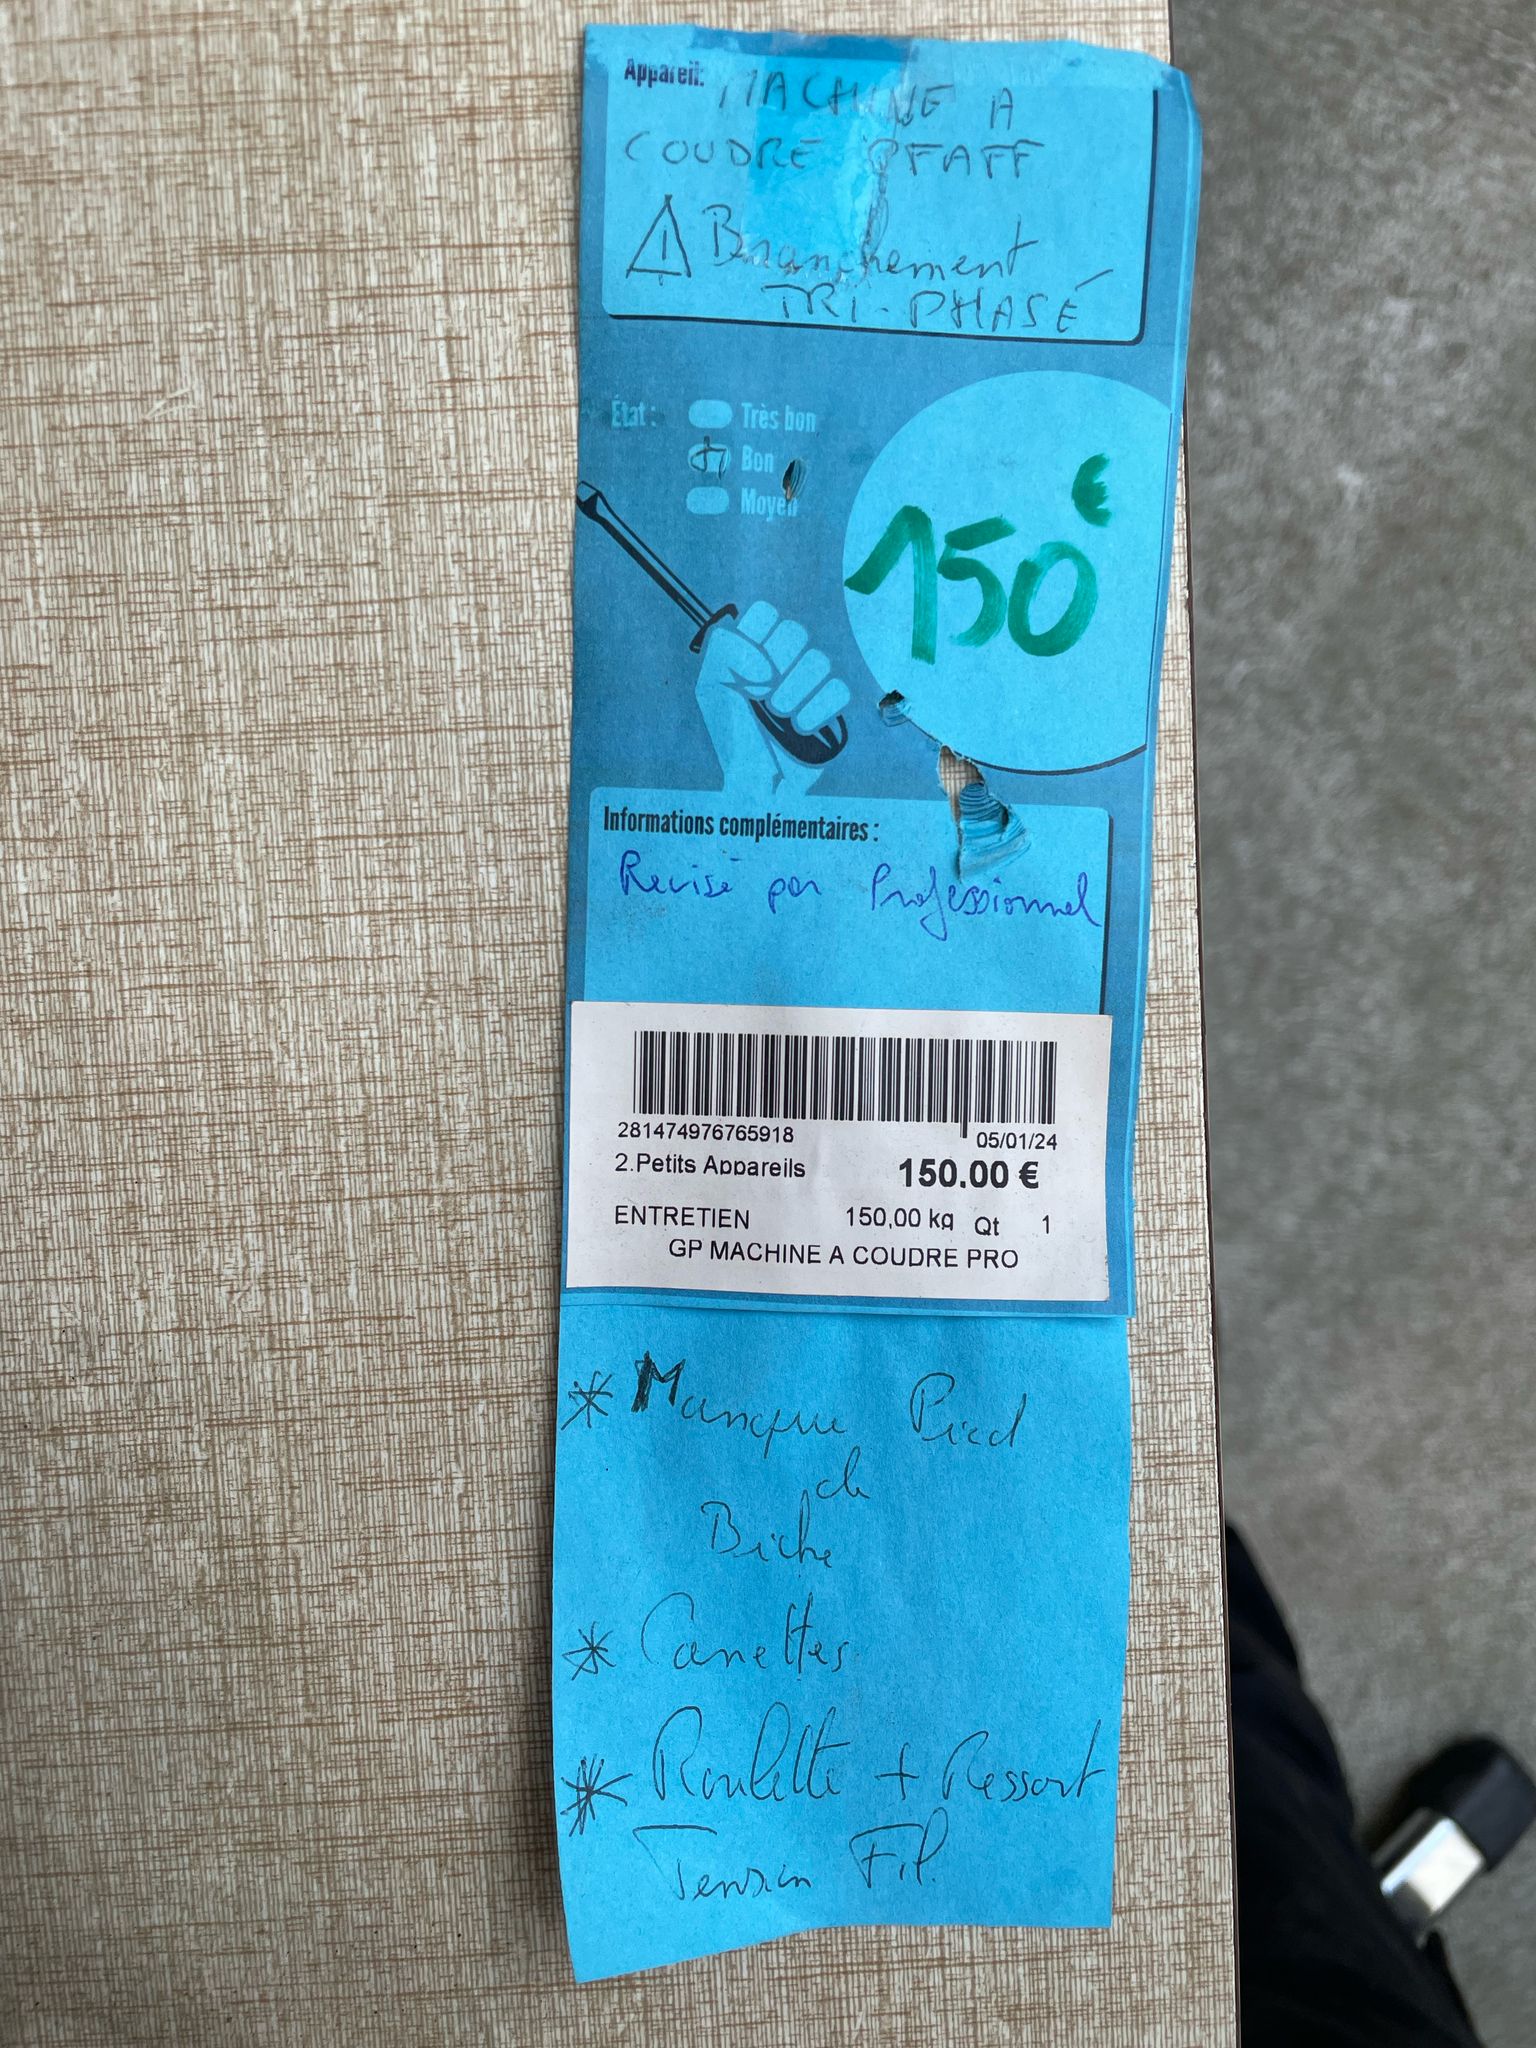 Appareil: MACHINE A
COUDRE PFAFF
⚠ Branchement
TRI-PHASÉ
État : Très bon
Bon
Moyen
150€
Informations complémentaires :
Revisé par Professionnel
281474976765918 05/01/24
2.Petits Appareils 150.00 €
ENTRETIEN 150,00 kg Qt 1
GP MACHINE A COUDRE PRO
* Manque Pied
de
Biche
* Canettes
* Roulette + Ressort
Tension Fil.